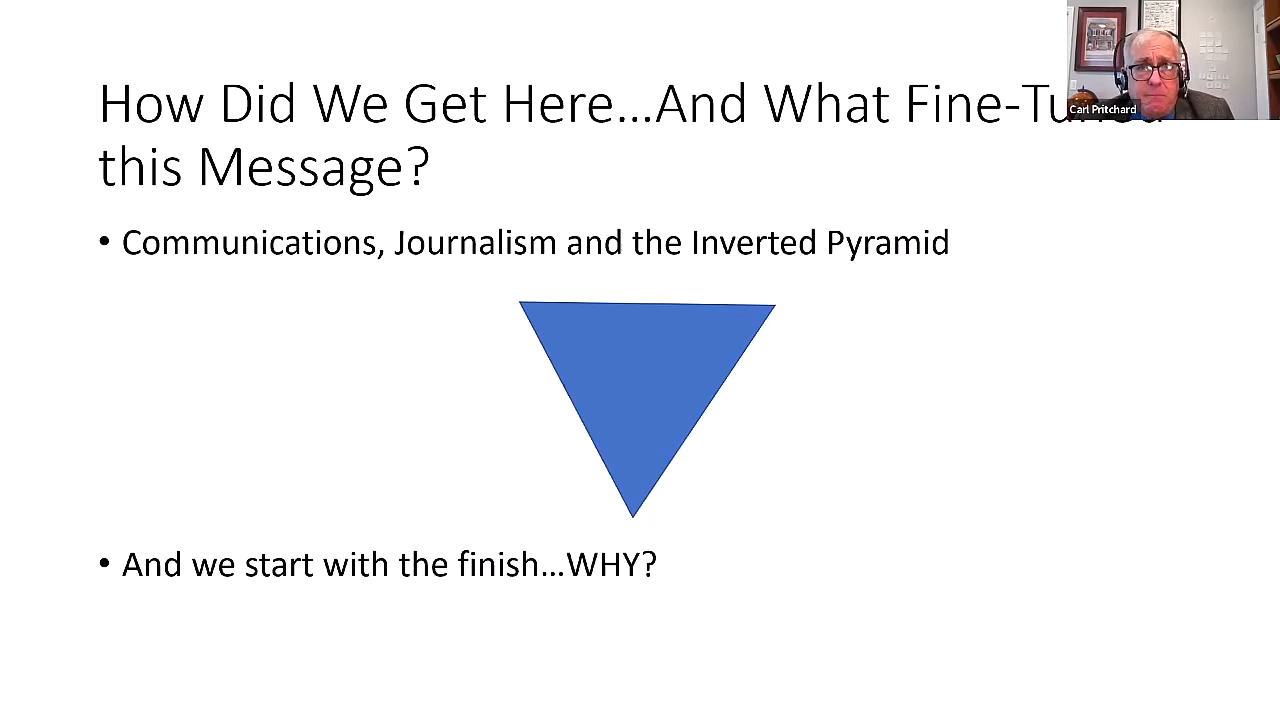 How Did We Get Here...And What Fine-Tuned
this Message?
• Communications, Journalism and the Inverted Pyramid
• And we start with the finish...WHY?
Carl Pritchard